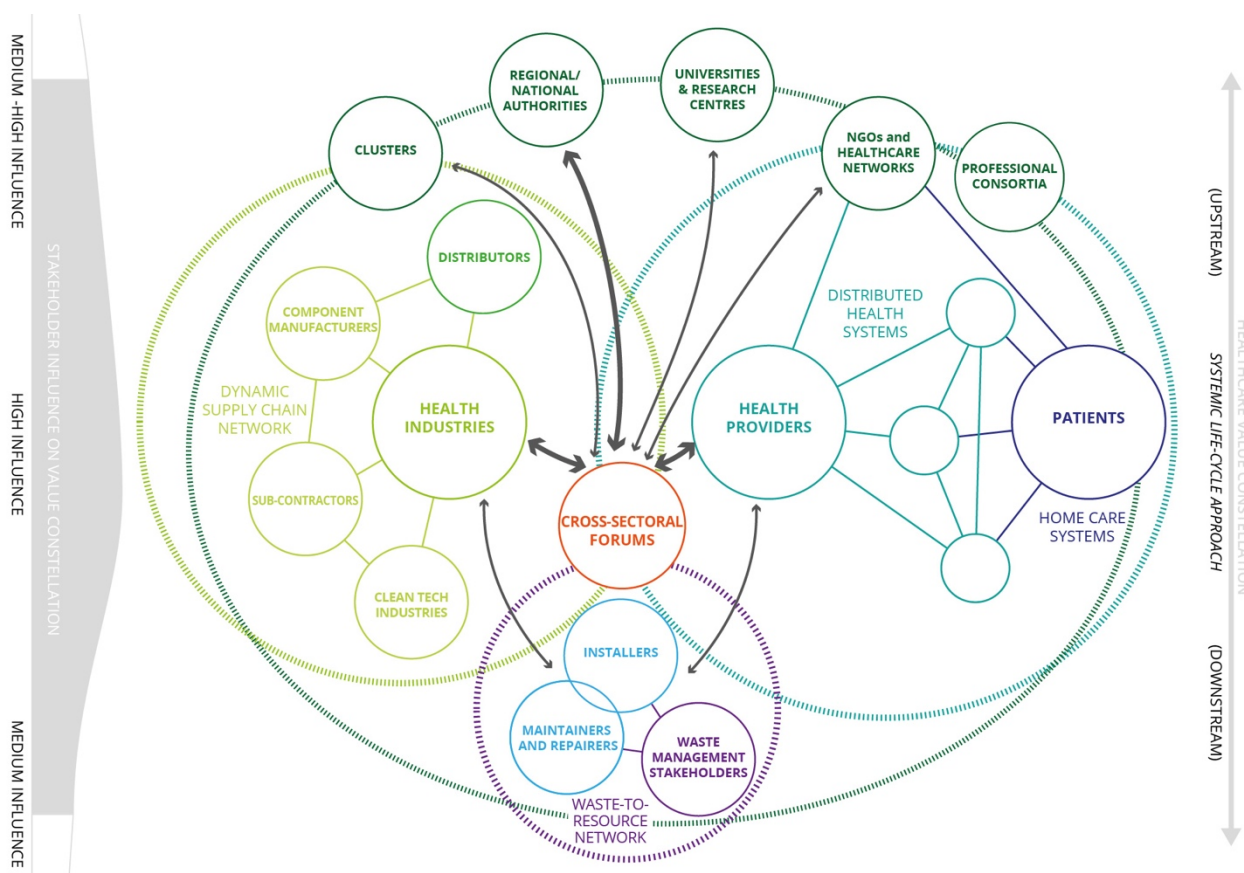 MEDIUM -HIGH INFLUENCE
HIGH INFLUENCE
MEDIUM INFLUENCE
STAKEHOLDER INFLUENCE ON VALUE CONSTELLATION
CLUSTERS
REGIONAL/
NATIONAL
AUTHORITIES
UNIVERSITIES
& RESEARCH
CENTRES
NGOs and
HEALTHCARE
NETWORKS
PROFESSIONAL
CONSORTIA
DISTRIBUTORS
COMPONENT
MANUFACTURERS
DYNAMIC
SUPPLY CHAIN
NETWORK
HEALTH
INDUSTRIES
SUB-CONTRACTORS
CLEAN TECH
INDUSTRIES
DISTRIBUTED
HEALTH
SYSTEMS
HEALTH
PROVIDERS
PATIENTS
HOME CARE
SYSTEMS
CROSS-SECTORAL
FORUMS
INSTALLERS
MAINTAINERS
AND REPAIRERS
WASTE
MANAGEMENT
STAKEHOLDERS
WASTE-TO-
RESOURCE
NETWORK
(UPSTREAM)
SYSTEMIC LIFE-CYCLE APPROACH
(DOWNSTREAM)
HEALTHCARE VALUE CONSTELLATION